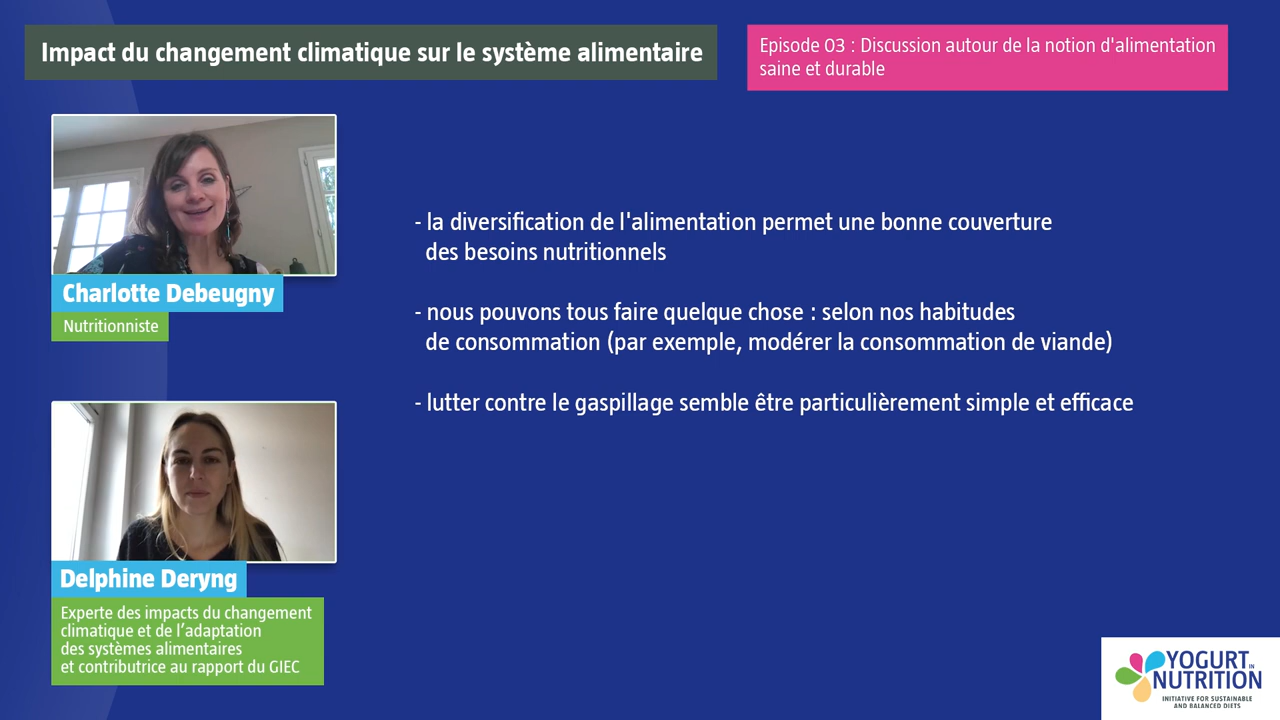 Impact du changement climatique sur le système alimentaire
Episode 03 : Discussion autour de la notion d'alimentation
saine et durable
Charlotte Debeugny
Nutritionniste
- la diversification de l'alimentation permet une bonne couverture
des besoins nutritionnels
- nous pouvons tous faire quelque chose : selon nos habitudes
de consommation (par exemple, modérer la consommation de viande)
- lutter contre le gaspillage semble être particulièrement simple et efficace
Delphine Deryng
Experte des impacts du changement
climatique et de l’adaptation
des systèmes alimentaires
et contributrice au rapport du GIEC
YOGURT IN
NUTRITION
INITIATIVE FOR SUSTAINABLE
AND BALANCED DIETS